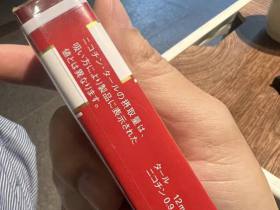 ニコチン・タールの摂取量は、
吸い方により製品に表示された
値とは異なります。
タール 12m
ニコチン 0.9